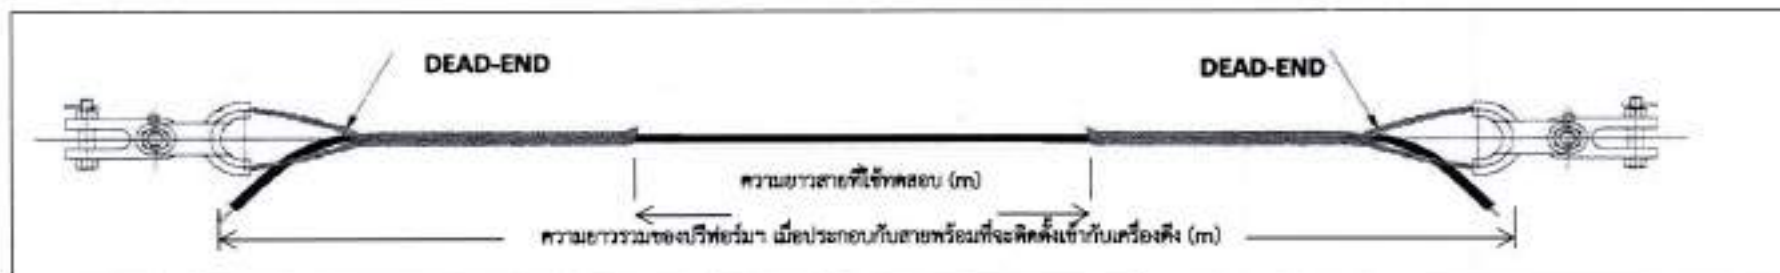 DEAD-END
DEAD-END
ความยาวสายที่ใช้ทดสอบ (m)
ความยาวรวมของปรีฟอร์มฯ เมื่อประกอบกับสายพร้อมที่จะติดตั้งเข้ากับเครื่องดึง (m)